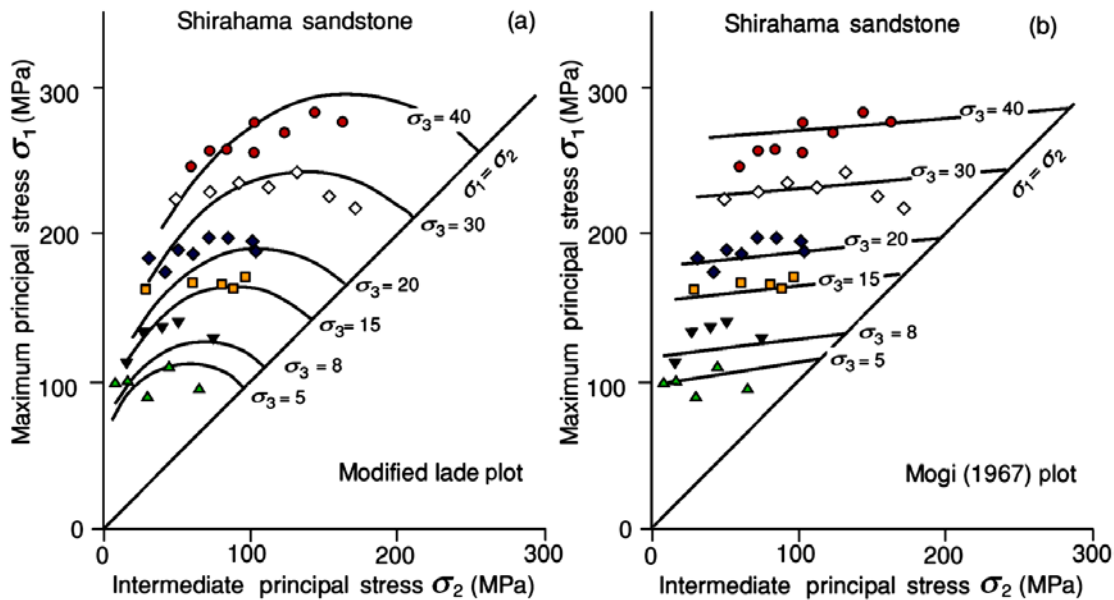 Shirahama sandstone
(a)
Maximum principal stress σ₁ (MPa)
300
200
100
0
σ₃ = 40
σ₁ = σ₂
σ₃ = 30
σ₃ = 20
σ₃ = 15
σ₃ = 8
σ₃ = 5
Modified lade plot
0
100
200
300
Intermediate principal stress σ₂ (MPa)
Shirahama sandstone
(b)
Maximum principal stress σ₁ (MPa)
300
200
100
0
σ₃ = 40
σ₃ = 30
σ₁ = σ₂
σ₃ = 20
σ₃ = 15
σ₃ = 8
σ₃ = 5
Mogi (1967) plot
0
100
200
300
Intermediate principal stress σ₂ (MPa)